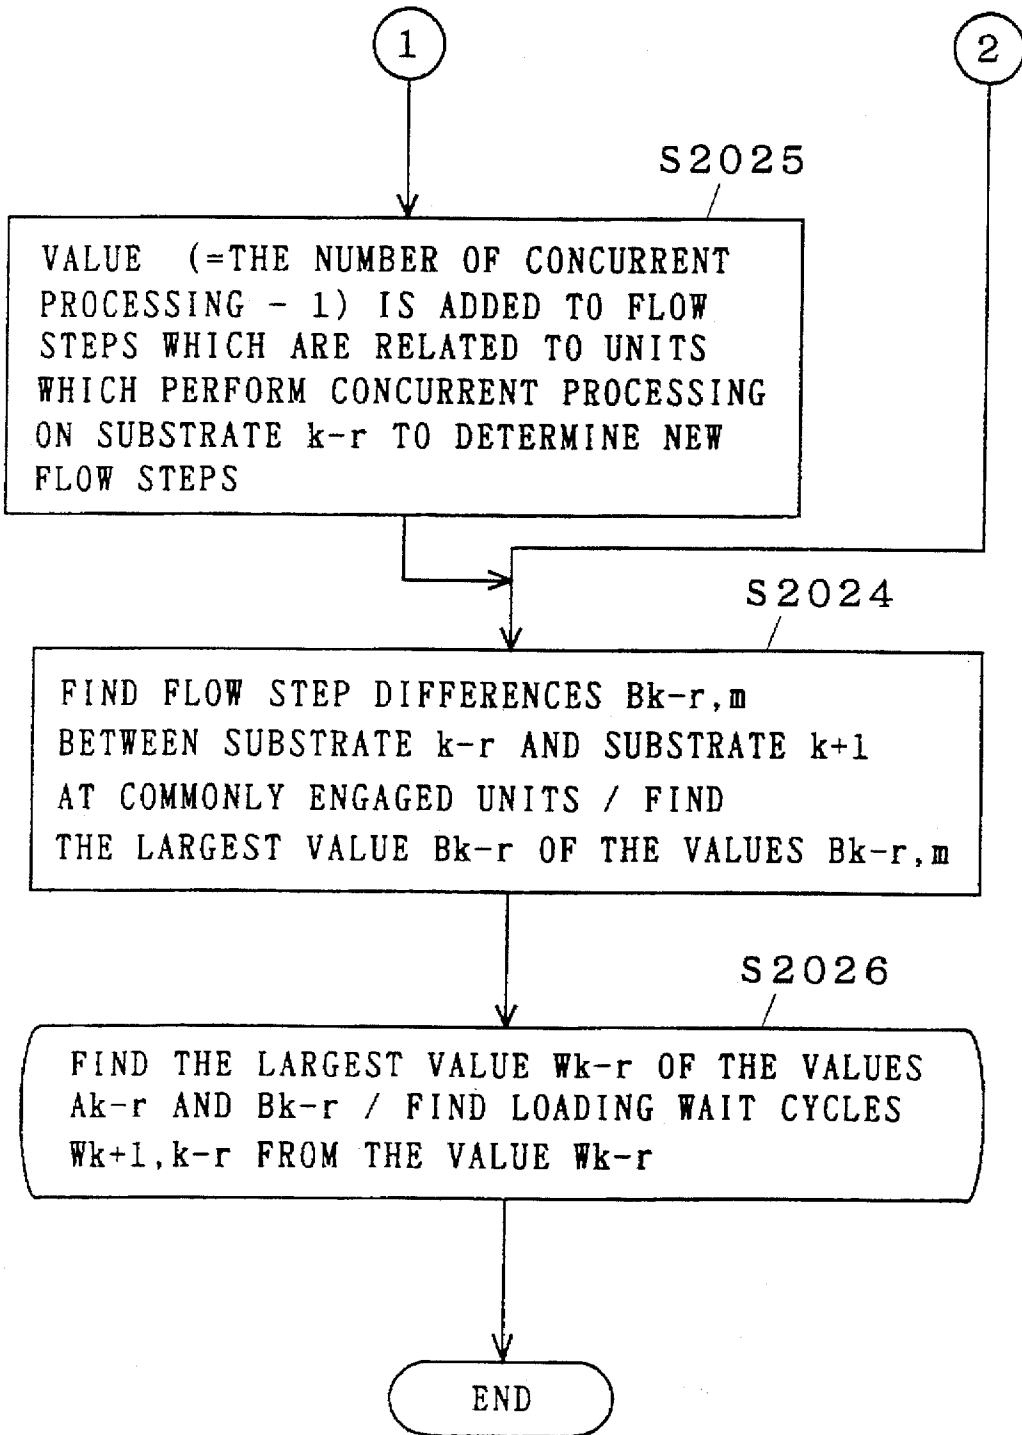 1
2
S2025
VALUE (=THE NUMBER OF CONCURRENT
PROCESSING - 1) IS ADDED TO FLOW
STEPS WHICH ARE RELATED TO UNITS
WHICH PERFORM CONCURRENT PROCESSING
ON SUBSTRATE k-r TO DETERMINE NEW
FLOW STEPS
S2024
FIND FLOW STEP DIFFERENCES Bk-r,m
BETWEEN SUBSTRATE k-r AND SUBSTRATE k+1
AT COMMONLY ENGAGED UNITS / FIND
THE LARGEST VALUE Bk-r OF THE VALUES Bk-r,m
S2026
FIND THE LARGEST VALUE Wk-r OF THE VALUES
Ak-r AND Bk-r / FIND LOADING WAIT CYCLES
Wk+1,k-r FROM THE VALUE Wk-r
END